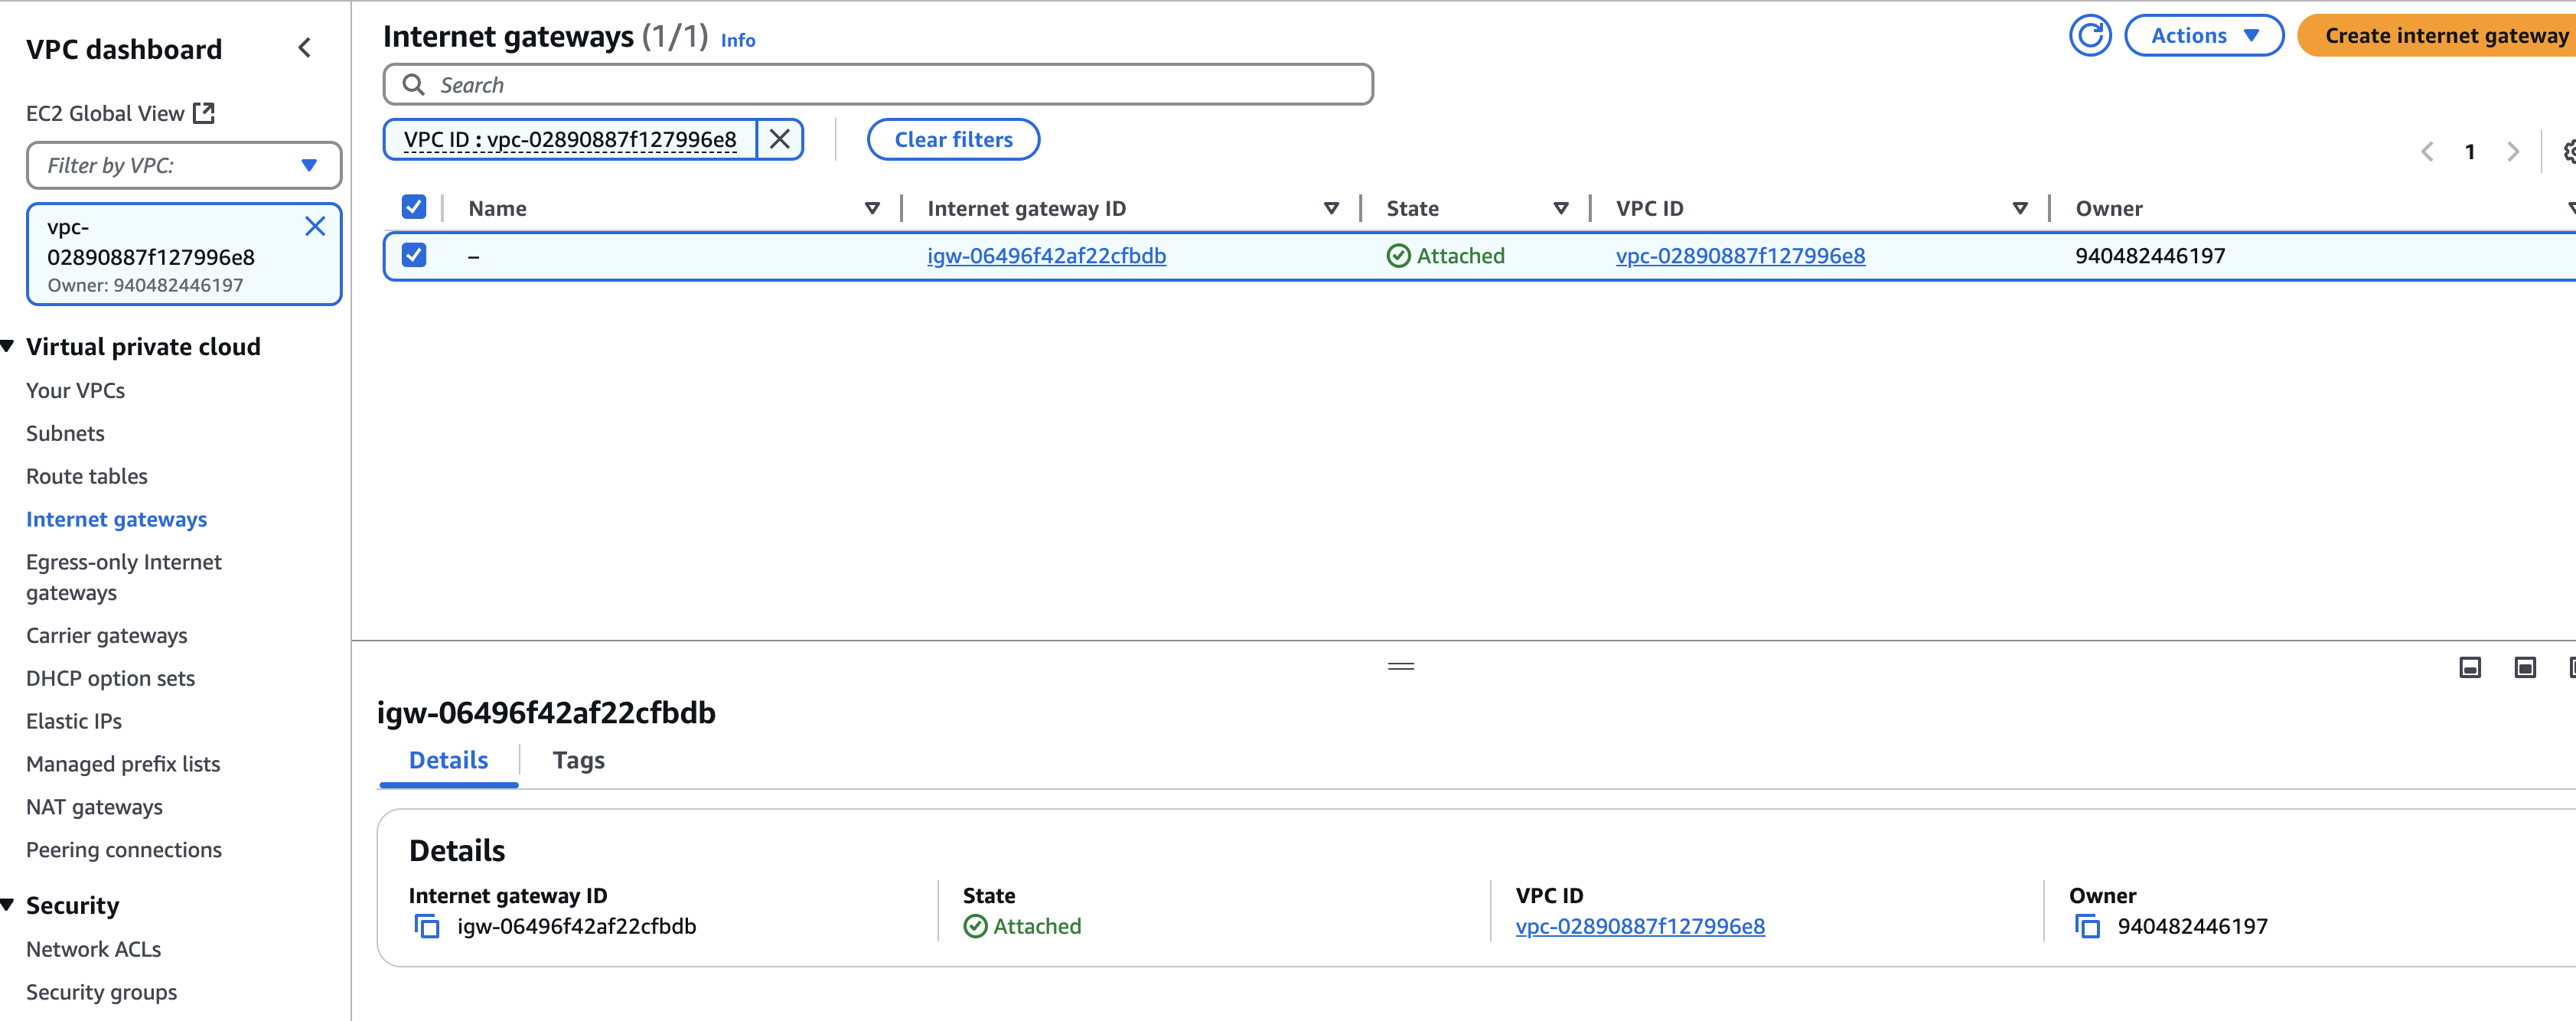 VPC dashboard
EC2 Global View
Filter by VPC:
vpc-
02890887f127996e8
Owner: 940482446197
Virtual private cloud
Your VPCs
Subnets
Route tables
Internet gateways
Egress-only Internet
gateways
Carrier gateways
DHCP option sets
Elastic IPs
Managed prefix lists
NAT gateways
Peering connections
Security
Network ACLs
Security groups
Internet gateways (1/1) Info
Actions
Create internet gateway
Search
VPC ID : vpc-02890887f127996e8
Clear filters
1
Name Internet gateway ID State VPC ID Owner
– igw-06496f42af22cfbdb Attached vpc-02890887f127996e8 940482446197
igw-06496f42af22cfbdb
Details Tags
Details
Internet gateway ID State VPC ID Owner
igw-06496f42af22cfbdb Attached vpc-02890887f127996e8 940482446197